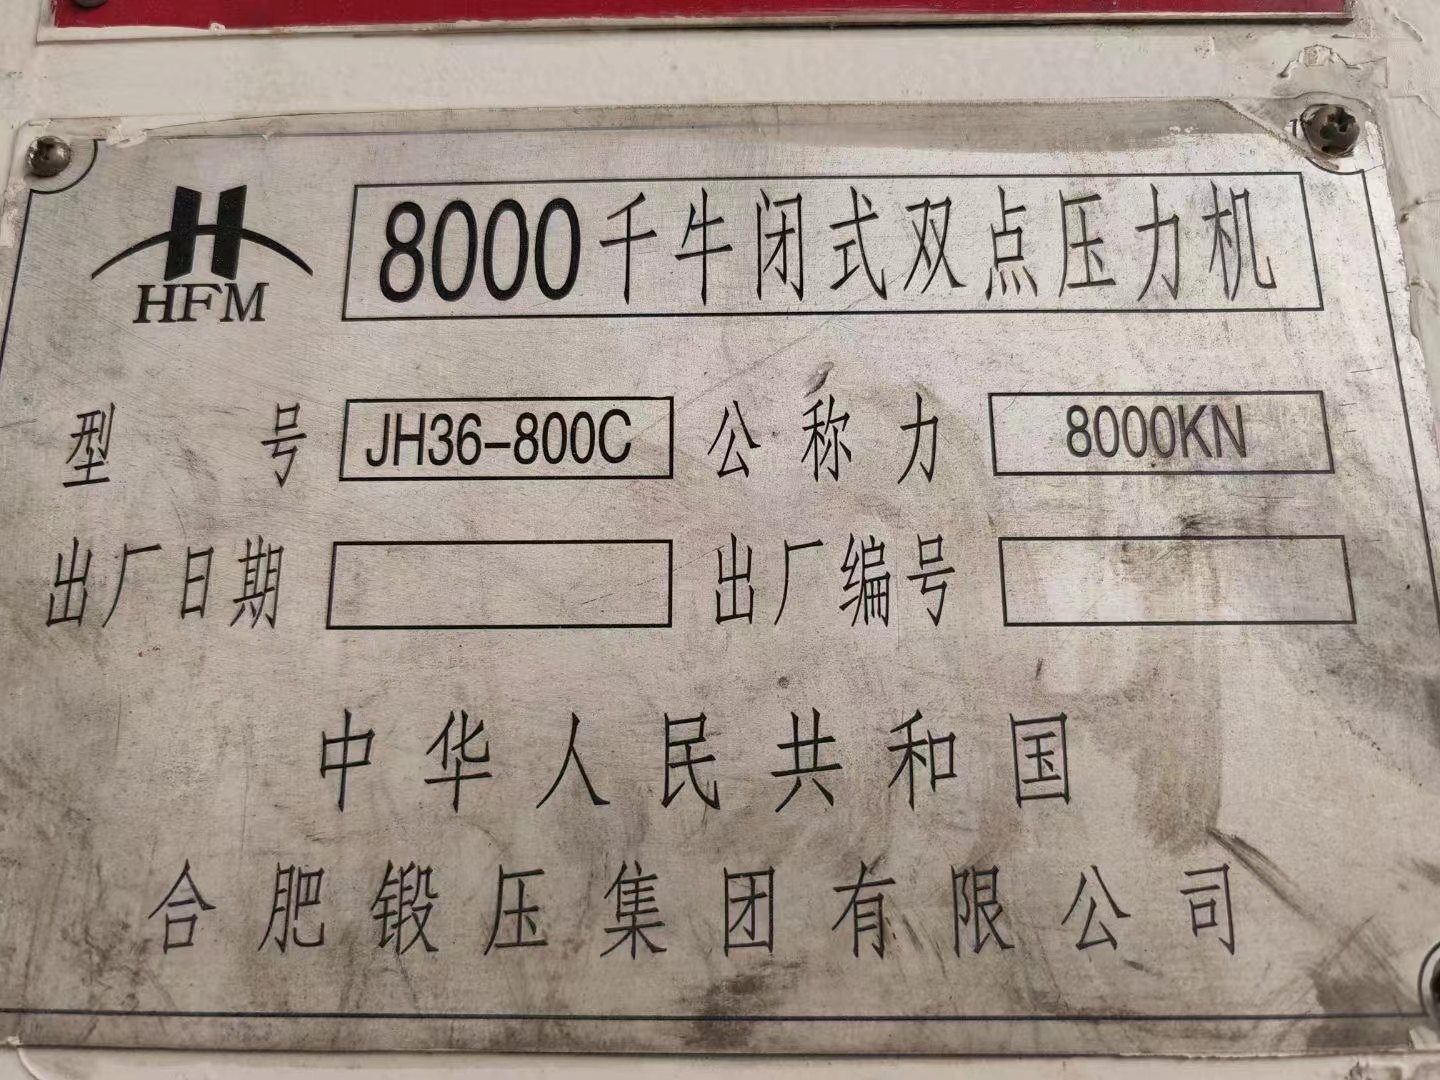 HFM
8000千牛闭式双点压力机
型号 JH36-800C 公称力 8000KN
出厂日期 出厂编号
中华人民共和国
合肥锻压集团有限公司